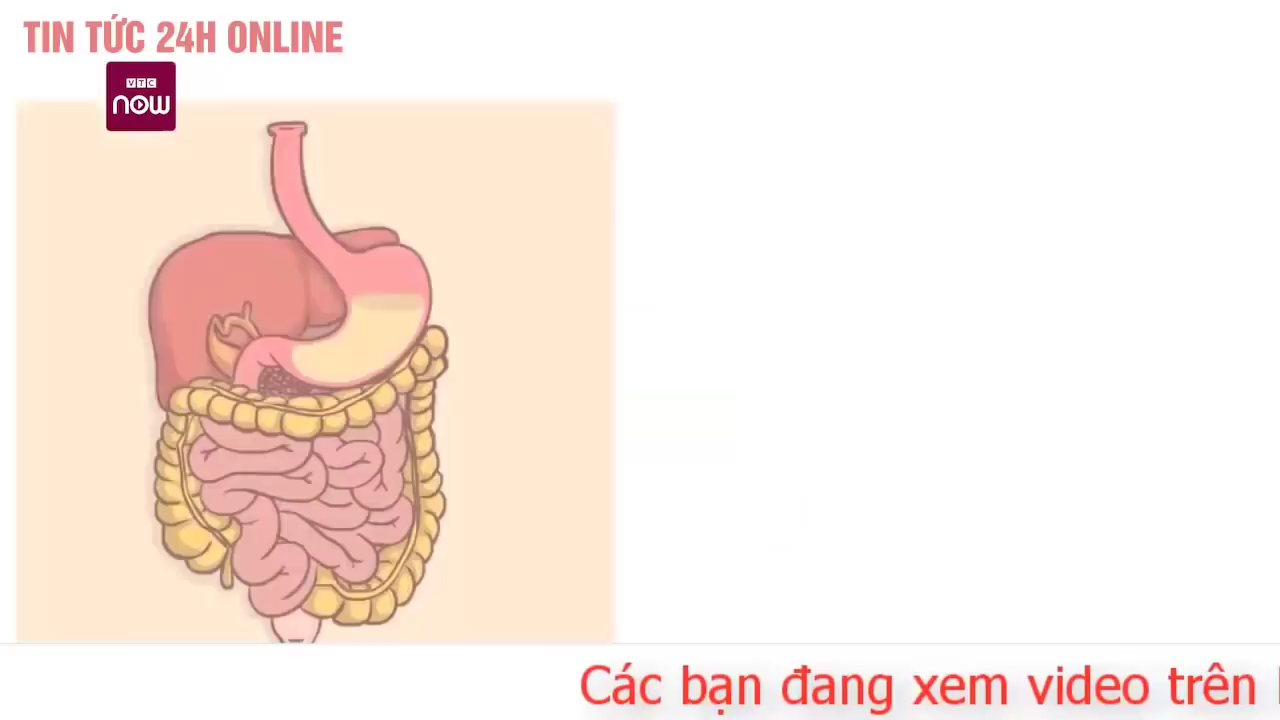 TIN TỨC 24H ONLINE
VTC
now
Các bạn đang xem video trên